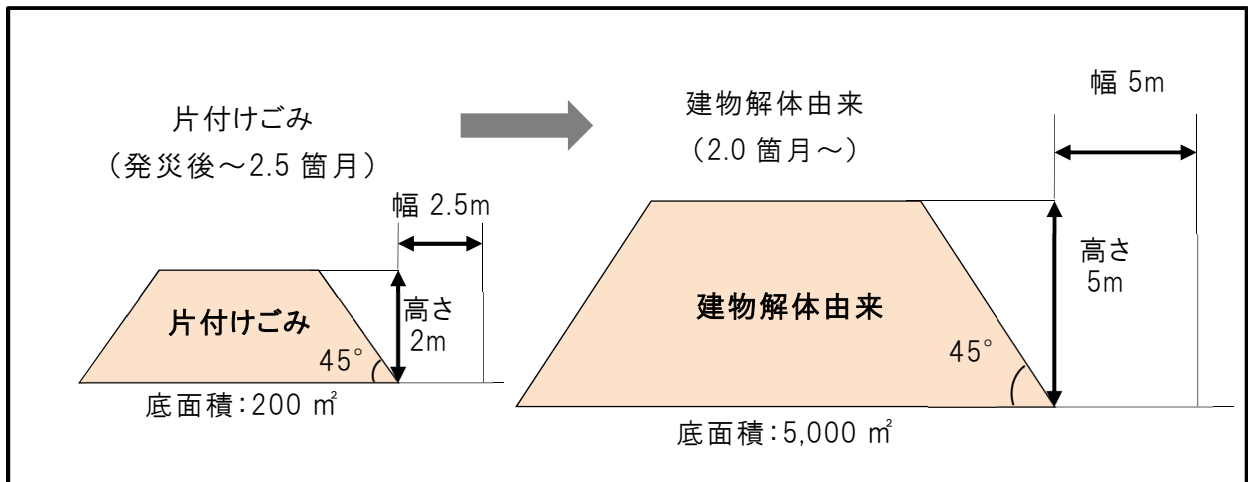 片付けごみ
（発災後～2.5 箇月）
幅 2.5m
片付けごみ
高さ
2m
45°
底面積：200 ㎡
建物解体由来
（2.0 箇月～）
幅 5m
建物解体由来
高さ
5m
45°
底面積：5,000 ㎡